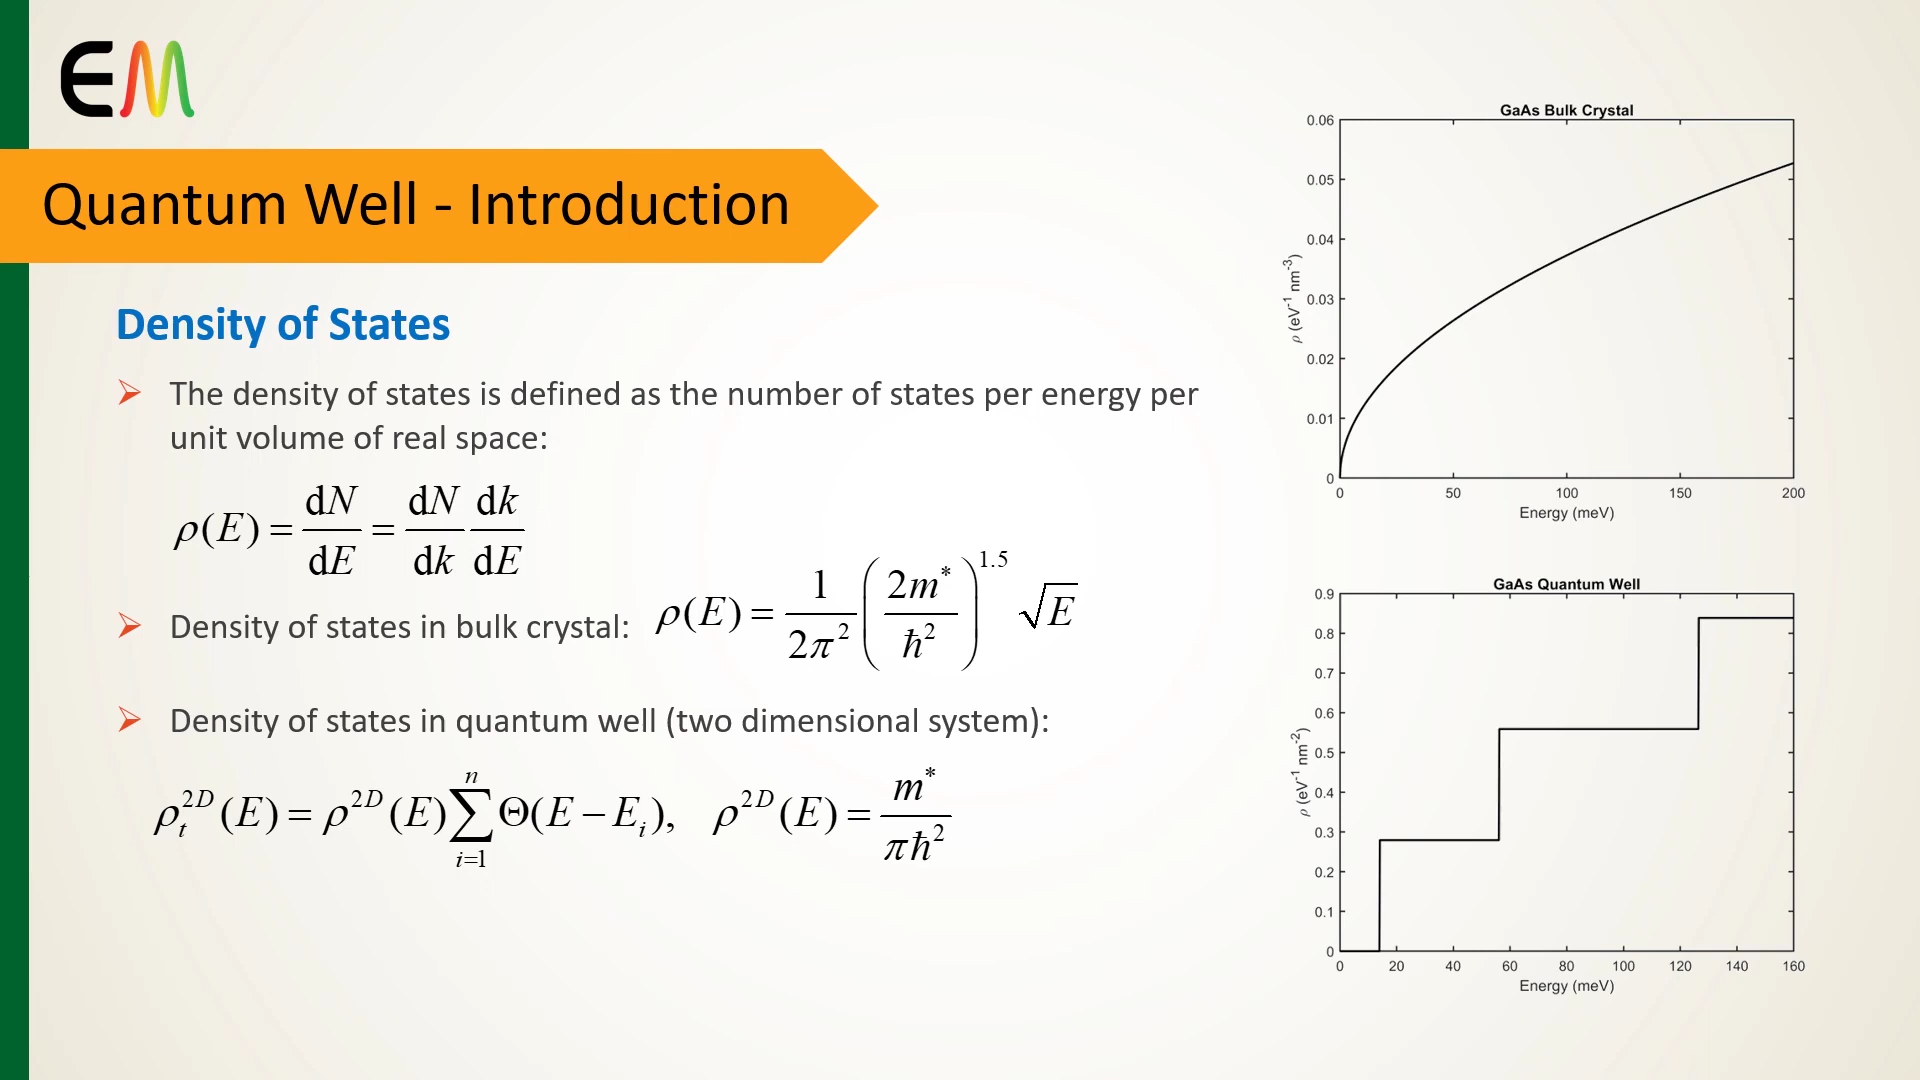 EM
Quantum Well - Introduction
Density of States
➢ The density of states is defined as the number of states per energy per
unit volume of real space:
ρ(E) = dN/dE = dN/dk dk/dE
➢ Density of states in bulk crystal: ρ(E) = 1/(2π²) (2m*/ħ²)^1.5 √E
➢ Density of states in quantum well (two dimensional system):
ρ_t^2D(E) = ρ^2D(E) ∑_{i=1}^{n} Θ(E − E_i), ρ^2D(E) = m*/(πħ²)
GaAs Bulk Crystal
0.06
0.05
0.04
0.03
0.02
0.01
0
ρ (eV⁻¹ nm⁻³)
0 50 100 150 200
Energy (meV)
GaAs Quantum Well
0.9
0.8
0.7
0.6
0.5
0.4
0.3
0.2
0.1
0
ρ (eV⁻¹ nm⁻²)
0 20 40 60 80 100 120 140 160
Energy (meV)